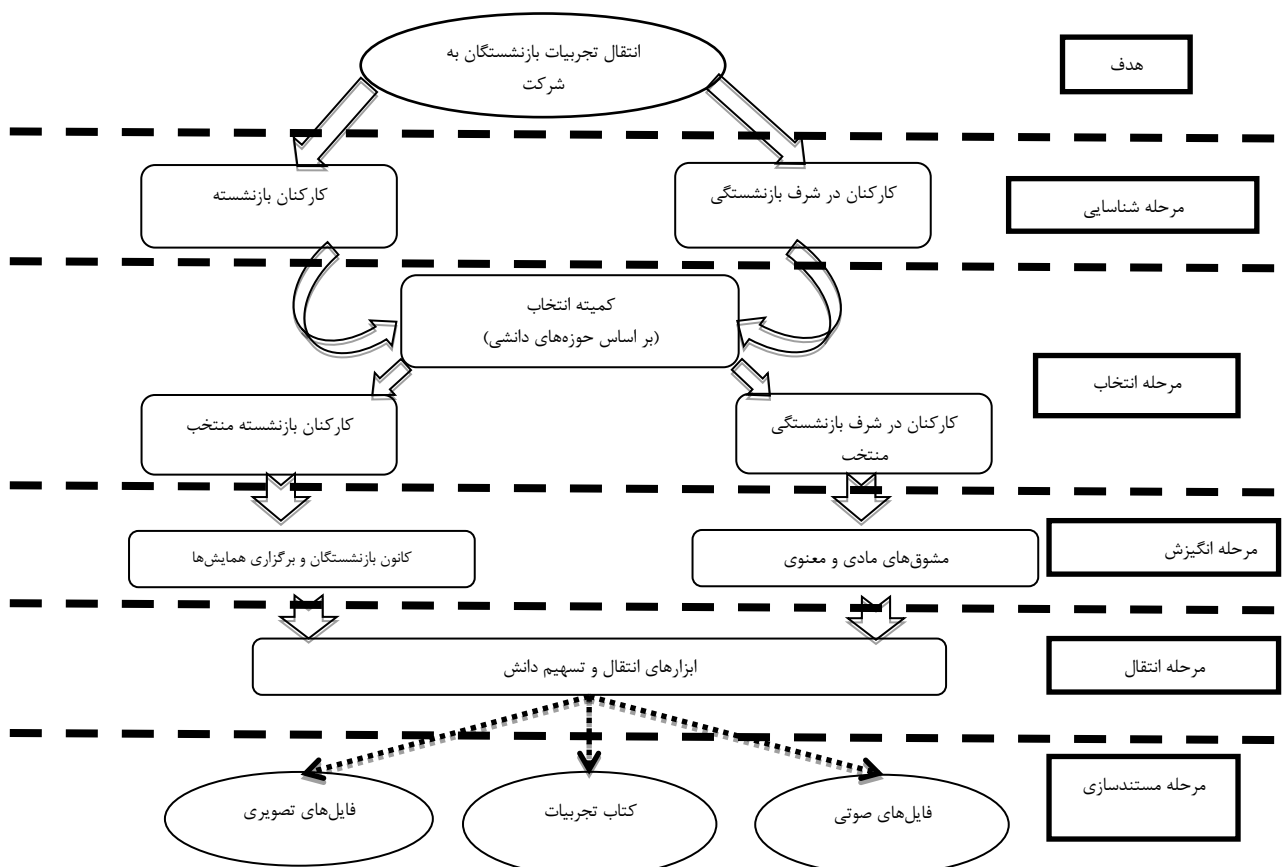 انتقال تجربیات بازنشستگان به
شرکت
هدف
کارکنان در شرف بازنشستگی
کارکنان بازنشسته
مرحله شناسایی
کمیته انتخاب
(بر اساس حوزه‌های دانشی)
مرحله انتخاب
کارکنان در شرف بازنشستگی
منتخب
کارکنان بازنشسته منتخب
مرحله انگیزش
مشوق‌های مادی و معنوی
کانون بازنشستگان و برگزاری همایش‌ها
مرحله انتقال
ابزارهای انتقال و تسهیم دانش
مرحله مستندسازی
فایل‌های صوتی
کتاب تجربیات
فایل‌های تصویری